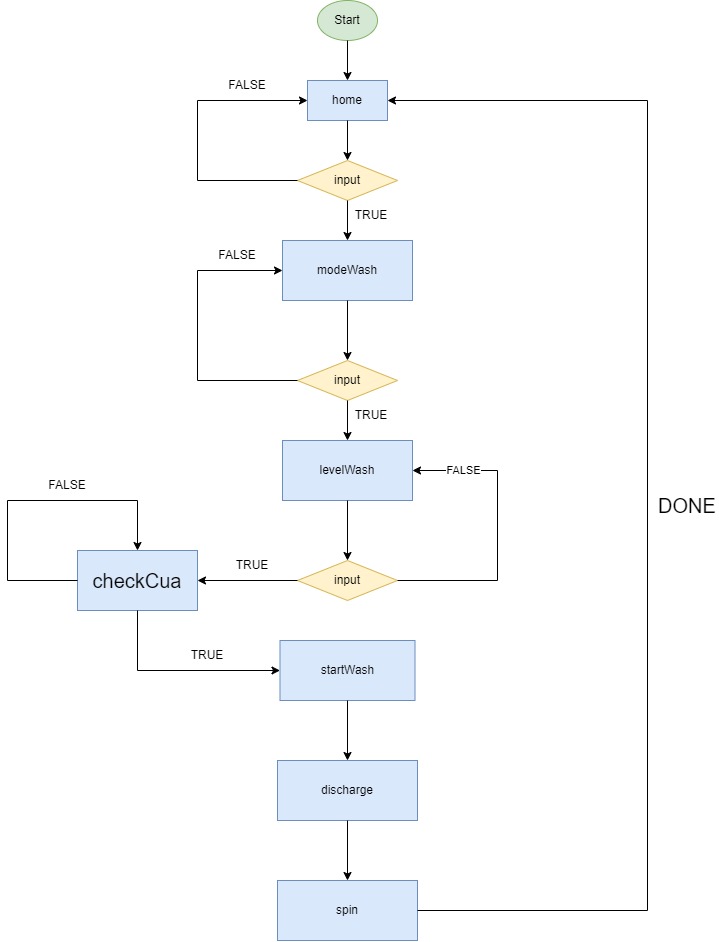 Start
FALSE
home
input
TRUE
FALSE
modeWash
input
TRUE
levelWash
FALSE
FALSE
DONE
TRUE
input
checkCua
TRUE
startWash
discharge
spin